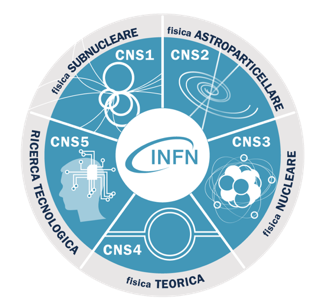 fisica SUBNUCLEARE
CNS1
fisica ASTROPARTICELLARE
CNS2
CNS3
fisica NUCLEARE
CNS4
fisica TEORICA
CNS5
RICERCA TECNOLOGICA
INFN